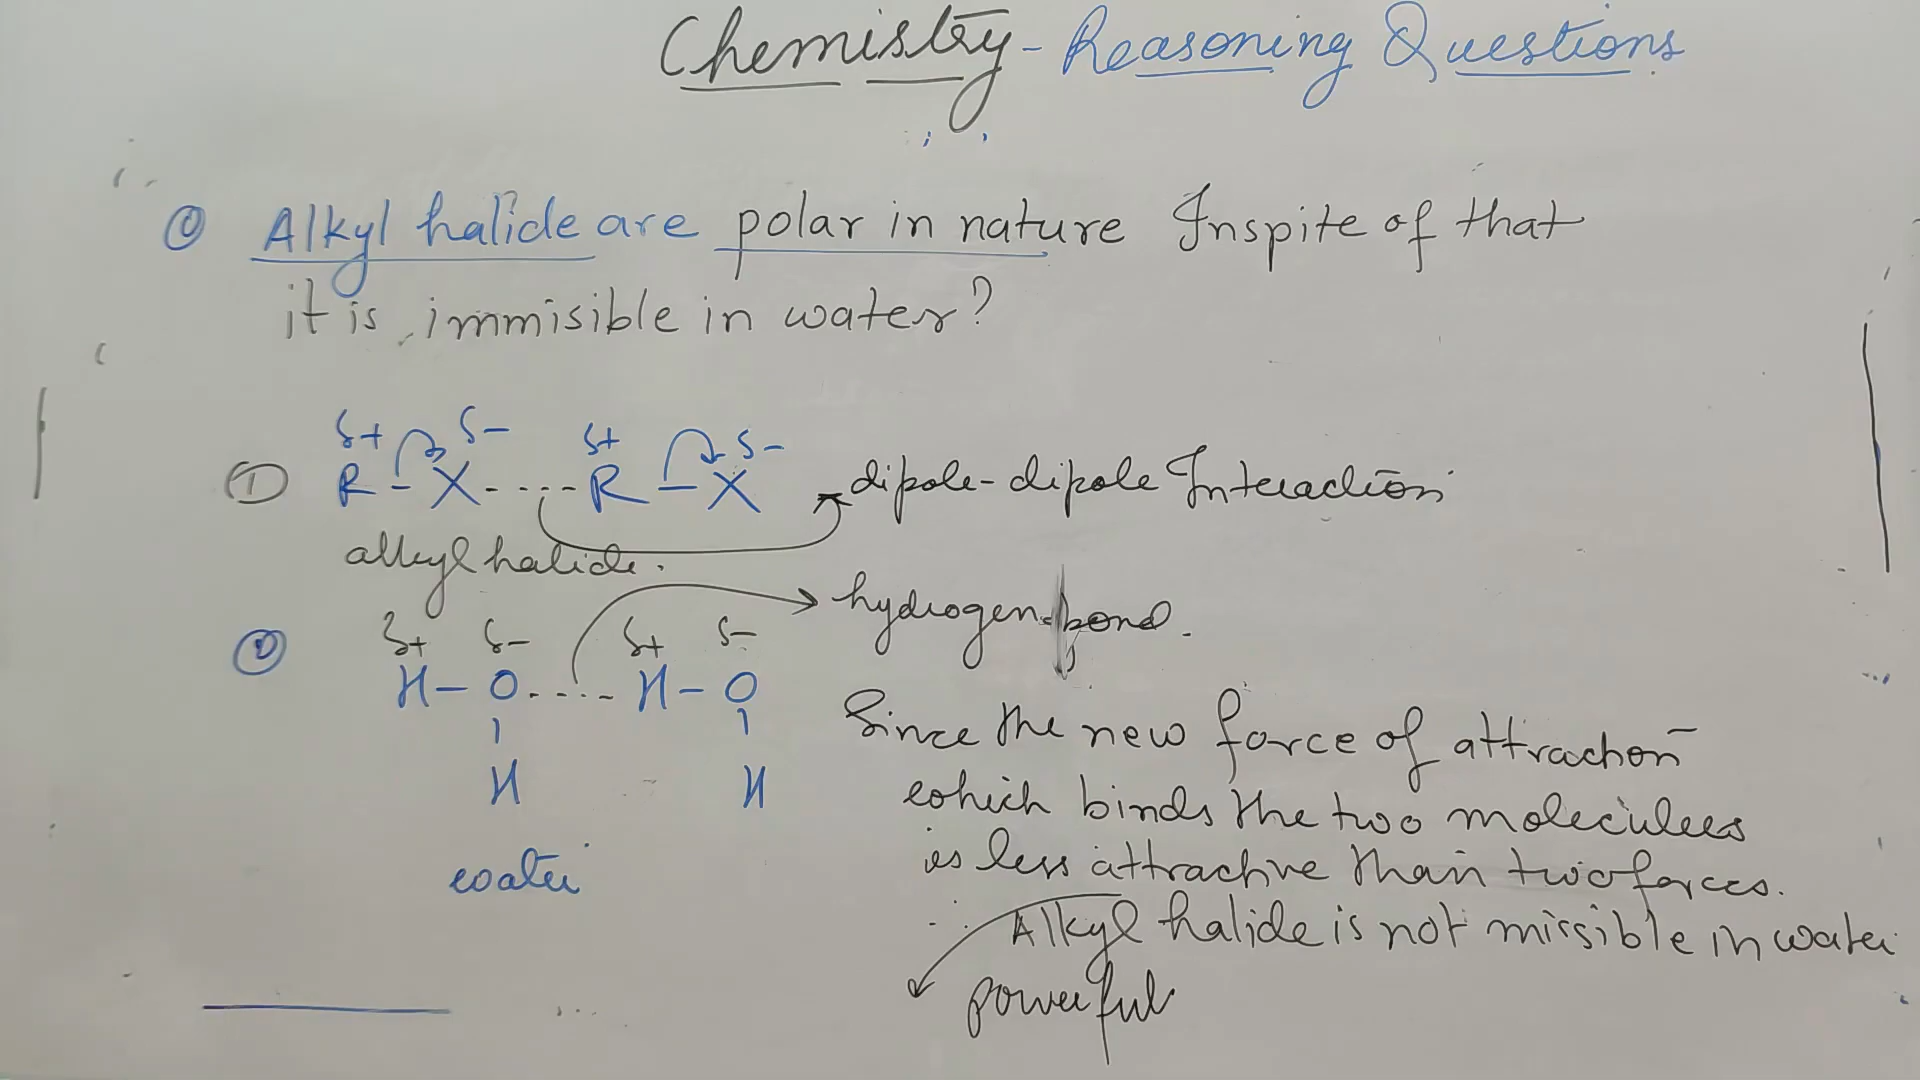 Chemistry - Reasoning Questions
① Alkyl halide are polar in nature Inspite of that
it is immisible in water?
① δ+ δ- δ+ δ-
R - X ---- R - X dipole-dipole Interaction
alkyl halide.
hydrogen bond.
② δ+ δ- δ+ δ-
H - O ---- H - O
H H
water
Since the new force of attraction
which binds the two moleculees
is less attractive than two forces.
Alkyl halide is not missible in water
powerful